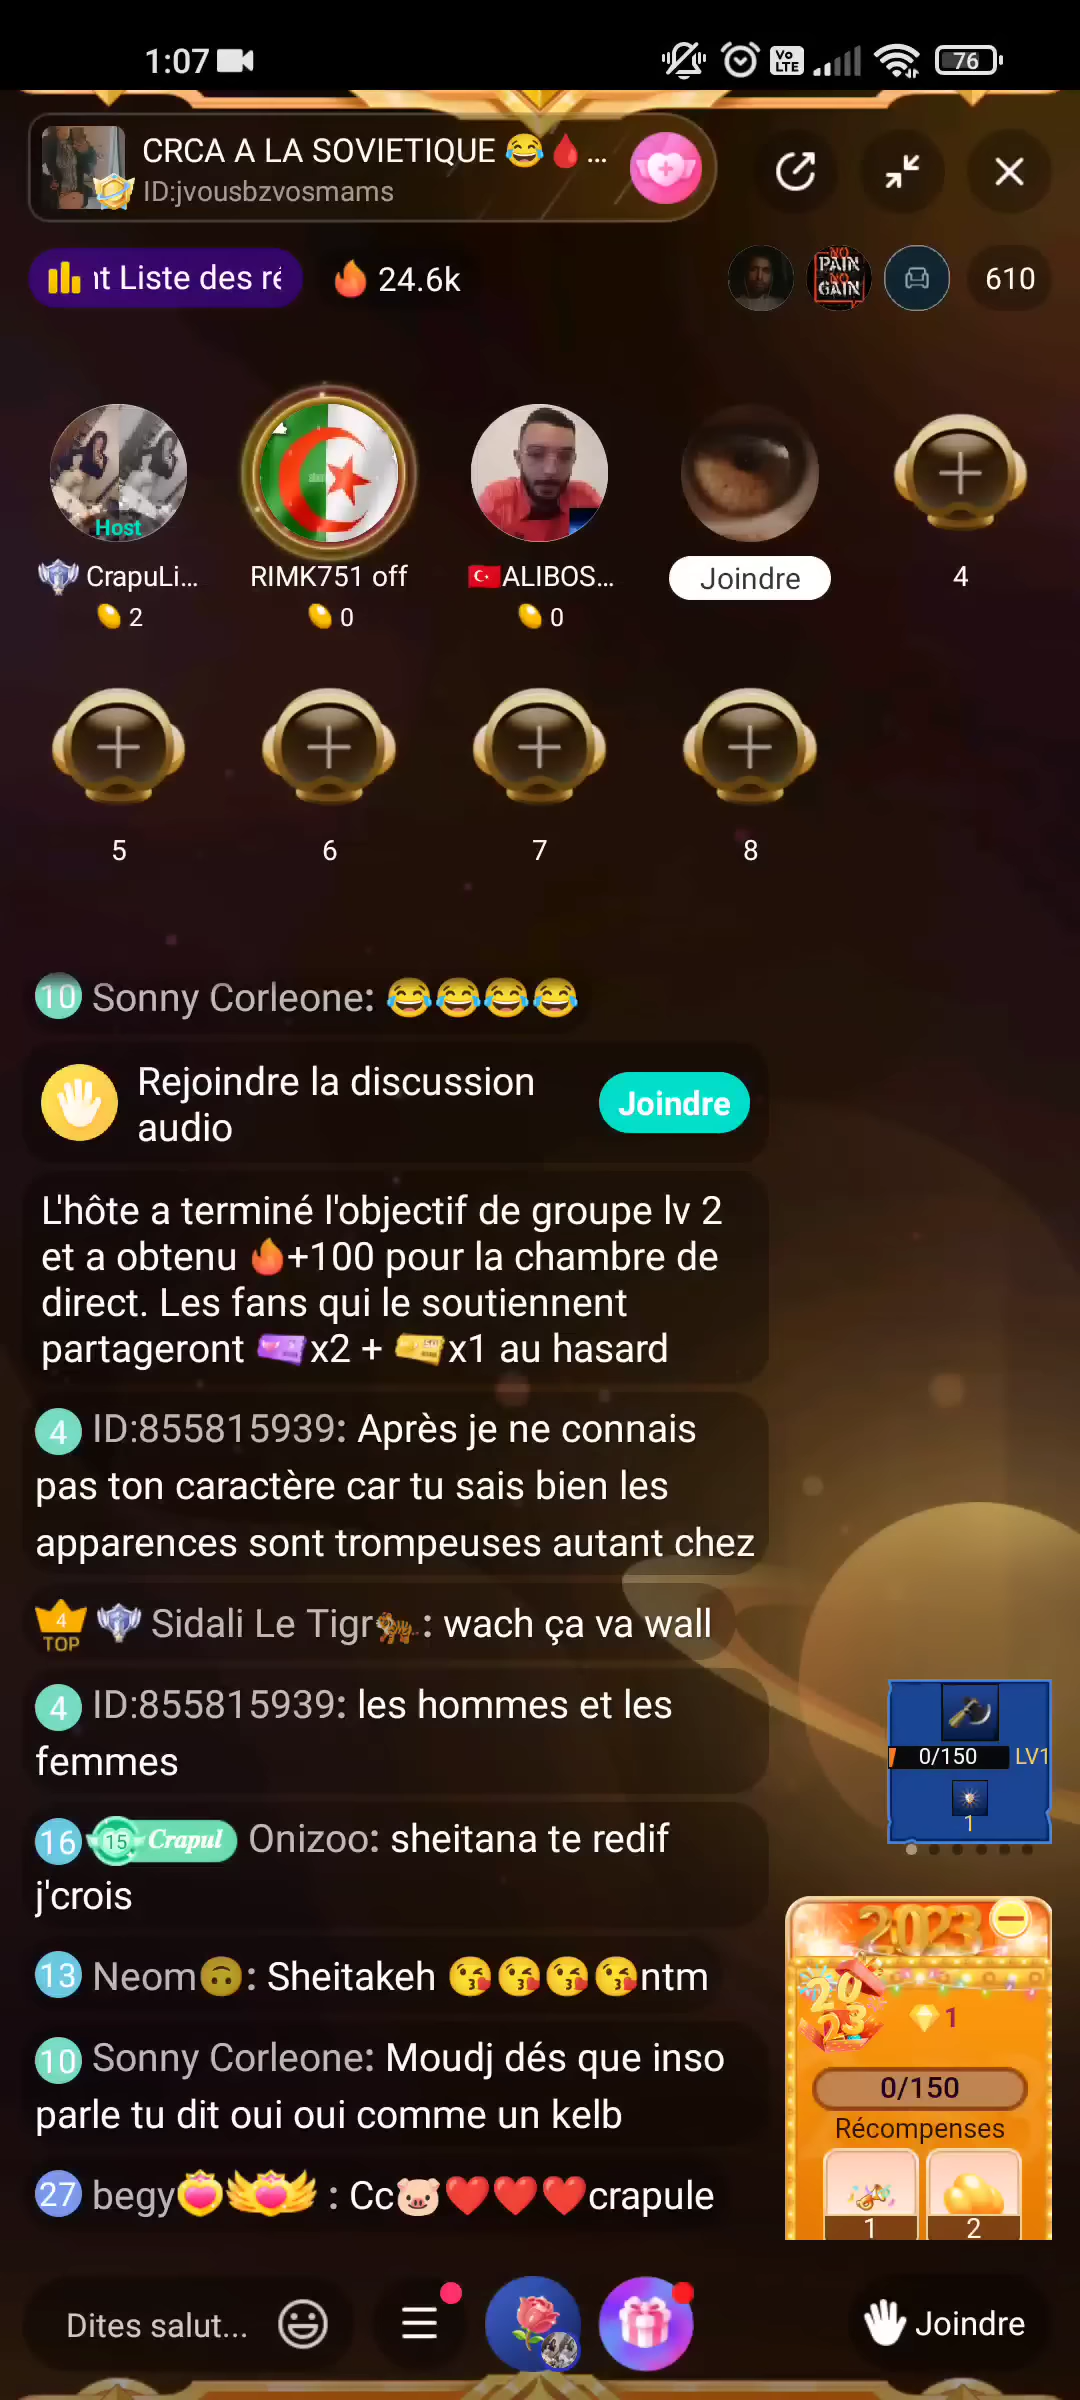 1:07
Vo LTE
76
CRCA A LA SOVIETIQUE 😂🩸...
ID:jvousbzvosmams
nt Liste des ré
🔥 24.6k
NO PAIN NO GAIN
610
Host
CrapuLi...
2
RIMK751 off
0
🇹🇷ALIBOS...
0
Joindre
4
5
6
7
8
10 Sonny Corleone: 😂😂😂😂
Rejoindre la discussion
audio
Joindre
L'hôte a terminé l'objectif de groupe lv 2
et a obtenu 🔥+100 pour la chambre de
direct. Les fans qui le soutiennent
partageront x2 + x1 au hasard
4 ID:855815939: Après je ne connais
pas ton caractère car tu sais bien les
apparences sont trompeuses autant chez
4 TOP Sidali Le Tigr🐅: wach ça va wall
4 ID:855815939: les hommes et les
femmes
16 15 Crapul Onizoo: sheitana te redif
j'crois
13 Neom🙃: Sheitakeh 😘😘😘😘ntm
10 Sonny Corleone: Moudj dés que inso
parle tu dit oui oui comme un kelb
27 begy : Cc🐷❤️❤️❤️crapule
0/150 LV1
1
2023
2023
1
0/150
Récompenses
1
2
Dites salut...
Joindre